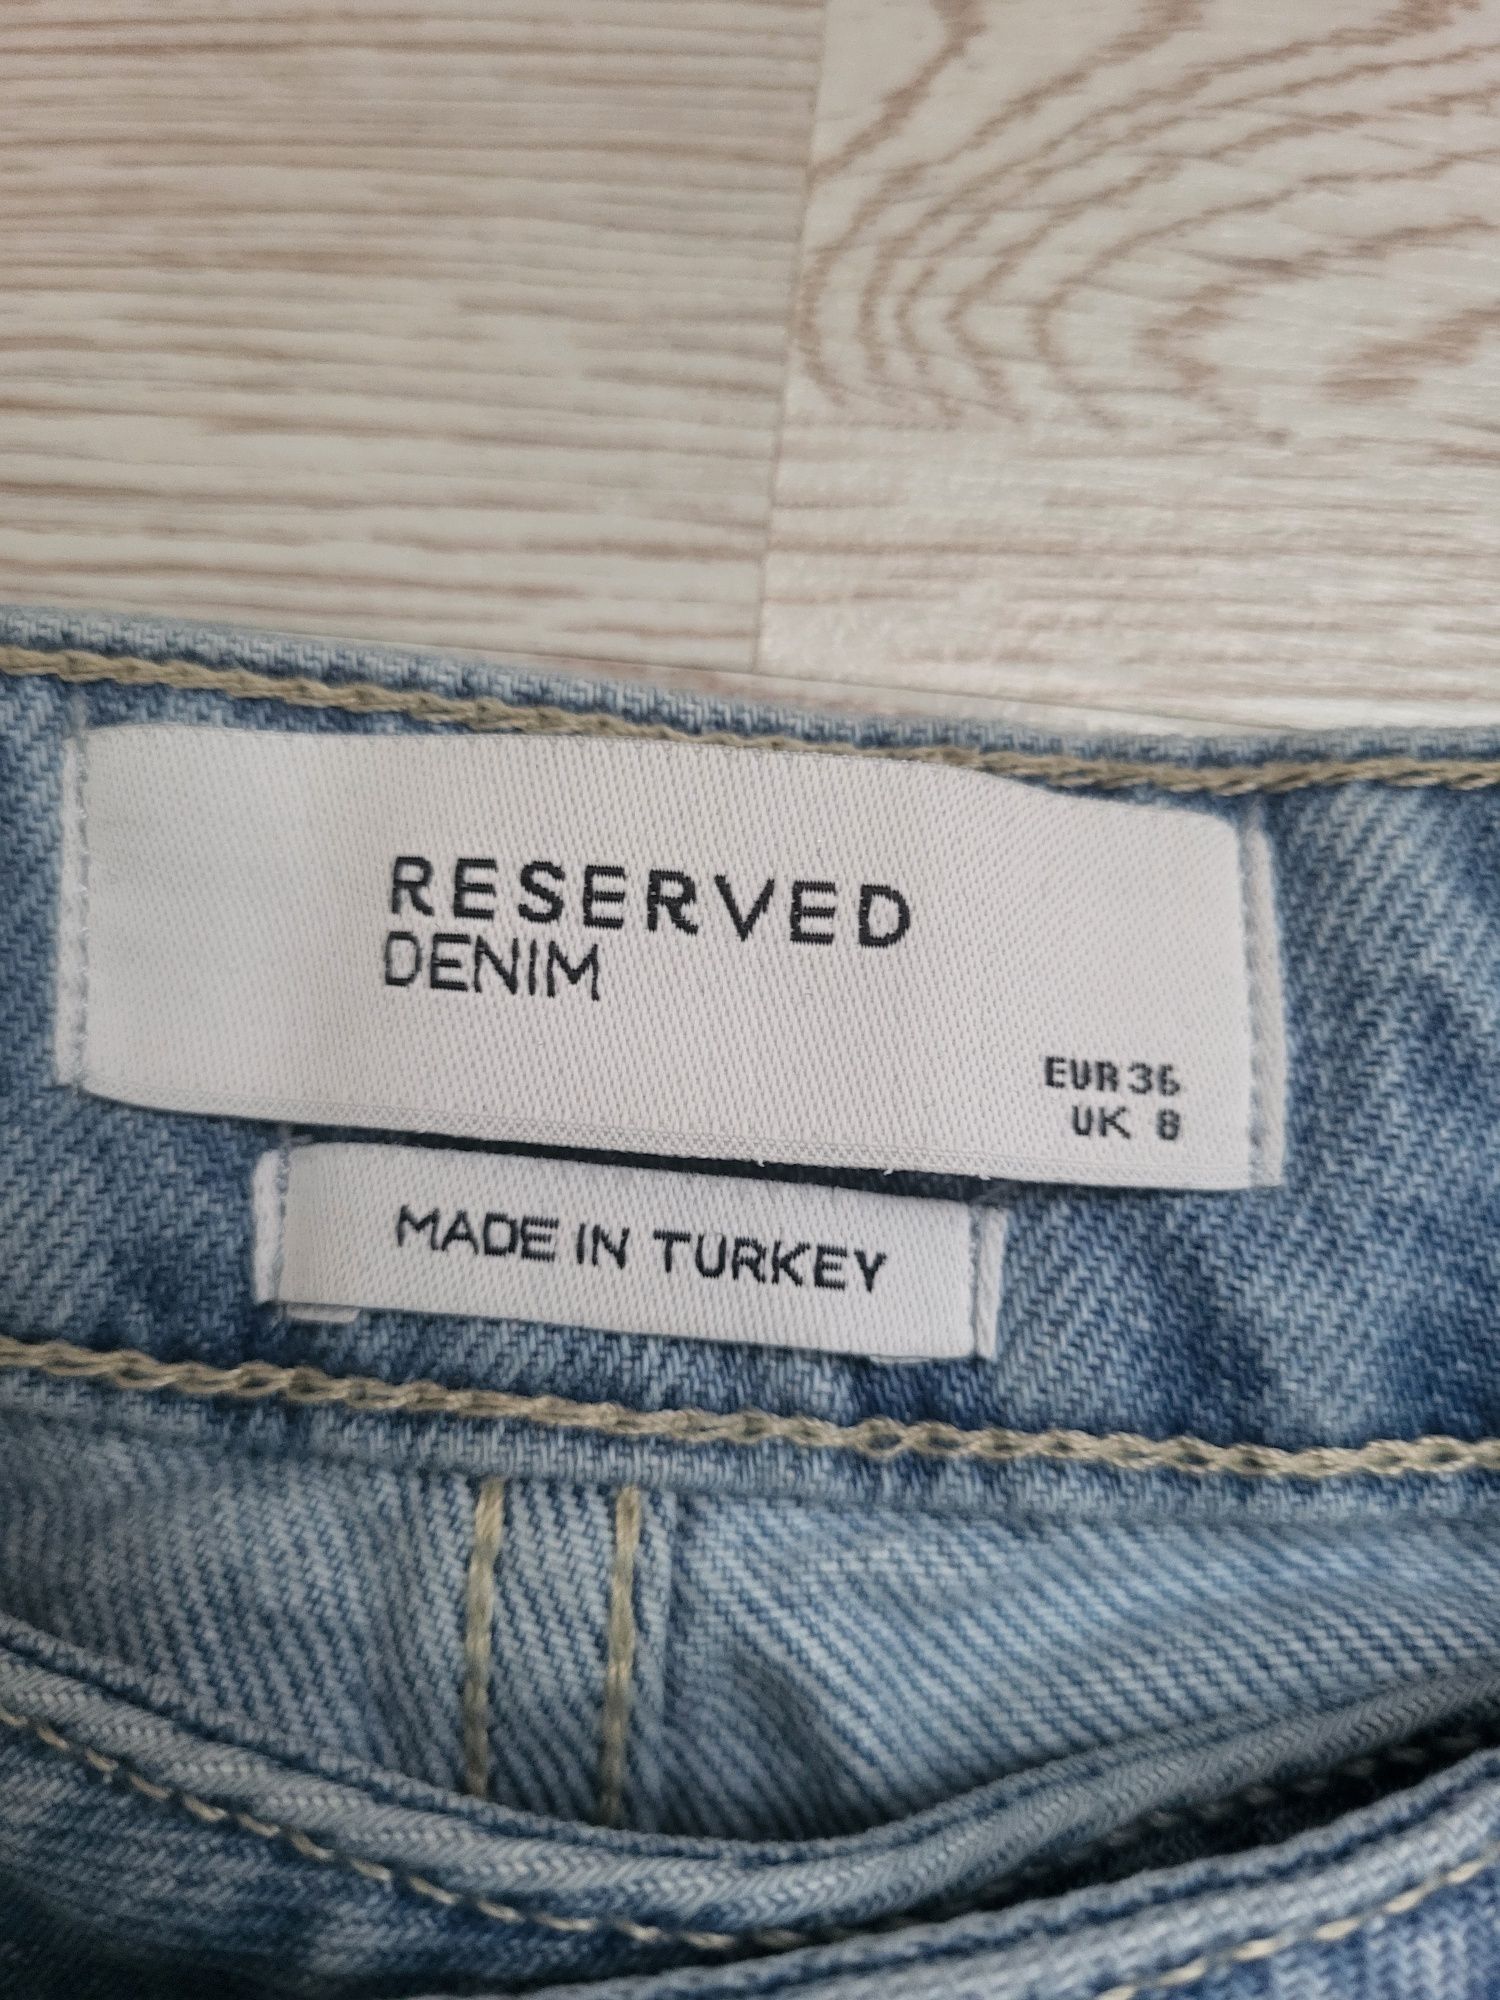 RESERVED
DENIM
EUR 36
UK 8
MADE IN TURKEY